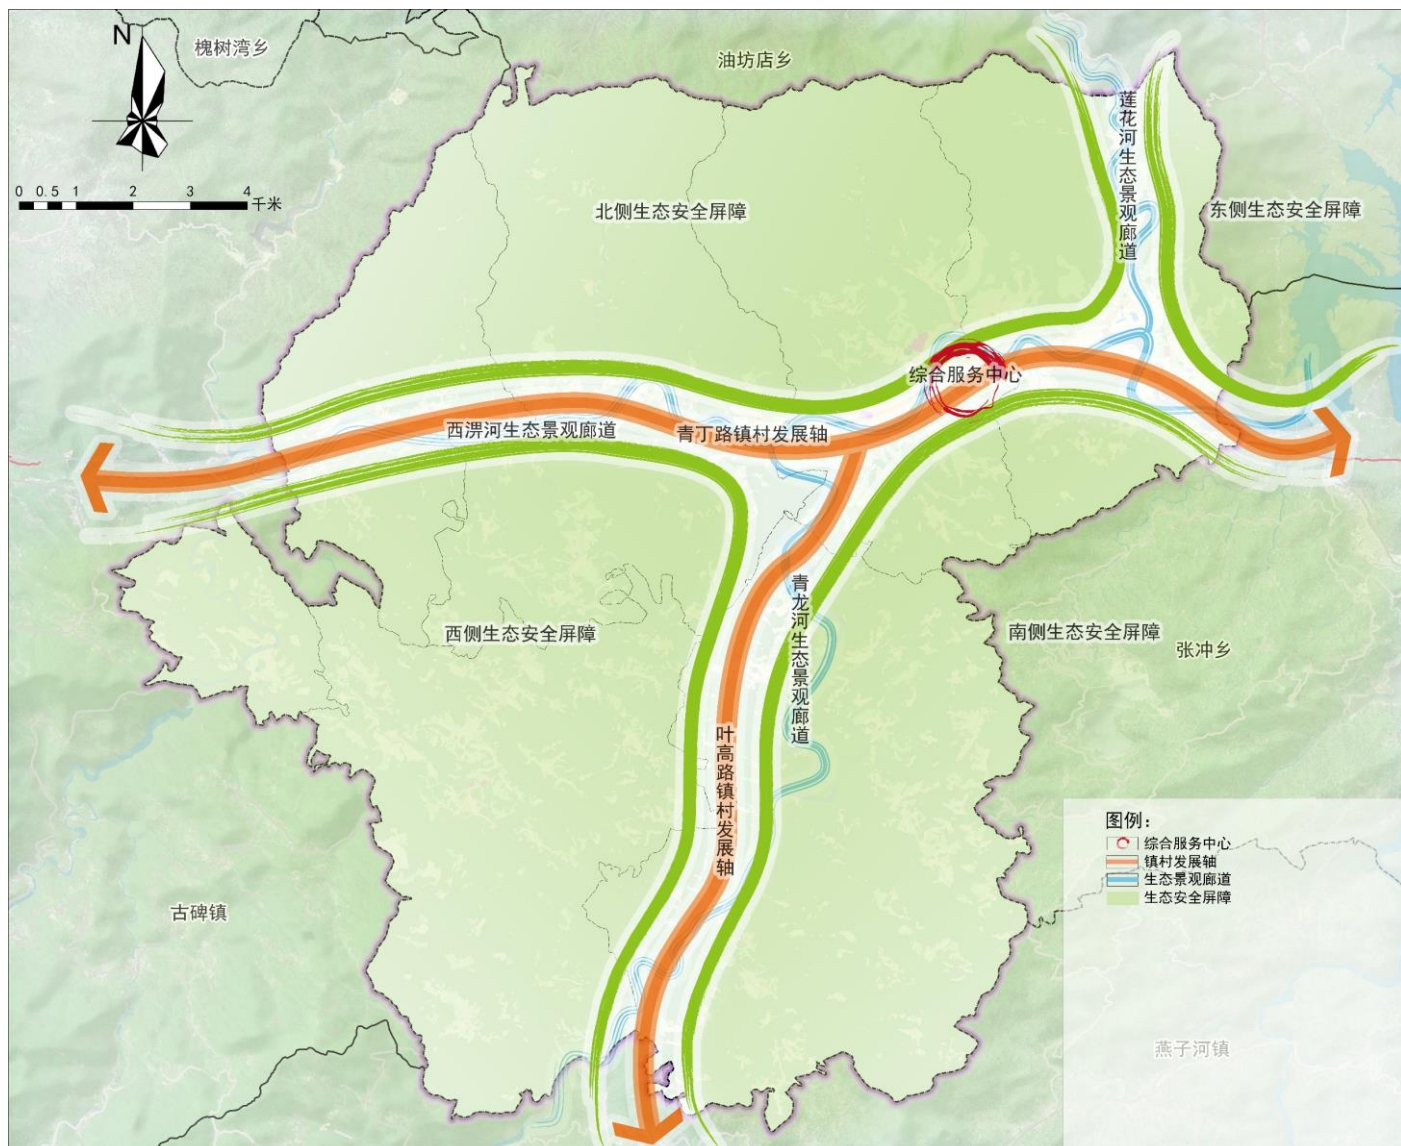 N
槐树湾乡
油坊店乡
0 0.5 1 2 3 4
千米
莲花河生态景观廊道
北侧生态安全屏障
东侧生态安全屏障
综合服务中心
西淠河生态景观廊道
青丁路镇村发展轴
青龙河生态景观廊道
西侧生态安全屏障
南侧生态安全屏障
张冲乡
叶高路镇村发展轴
古碑镇
图例：
综合服务中心
镇村发展轴
生态景观廊道
生态安全屏障
燕子河镇